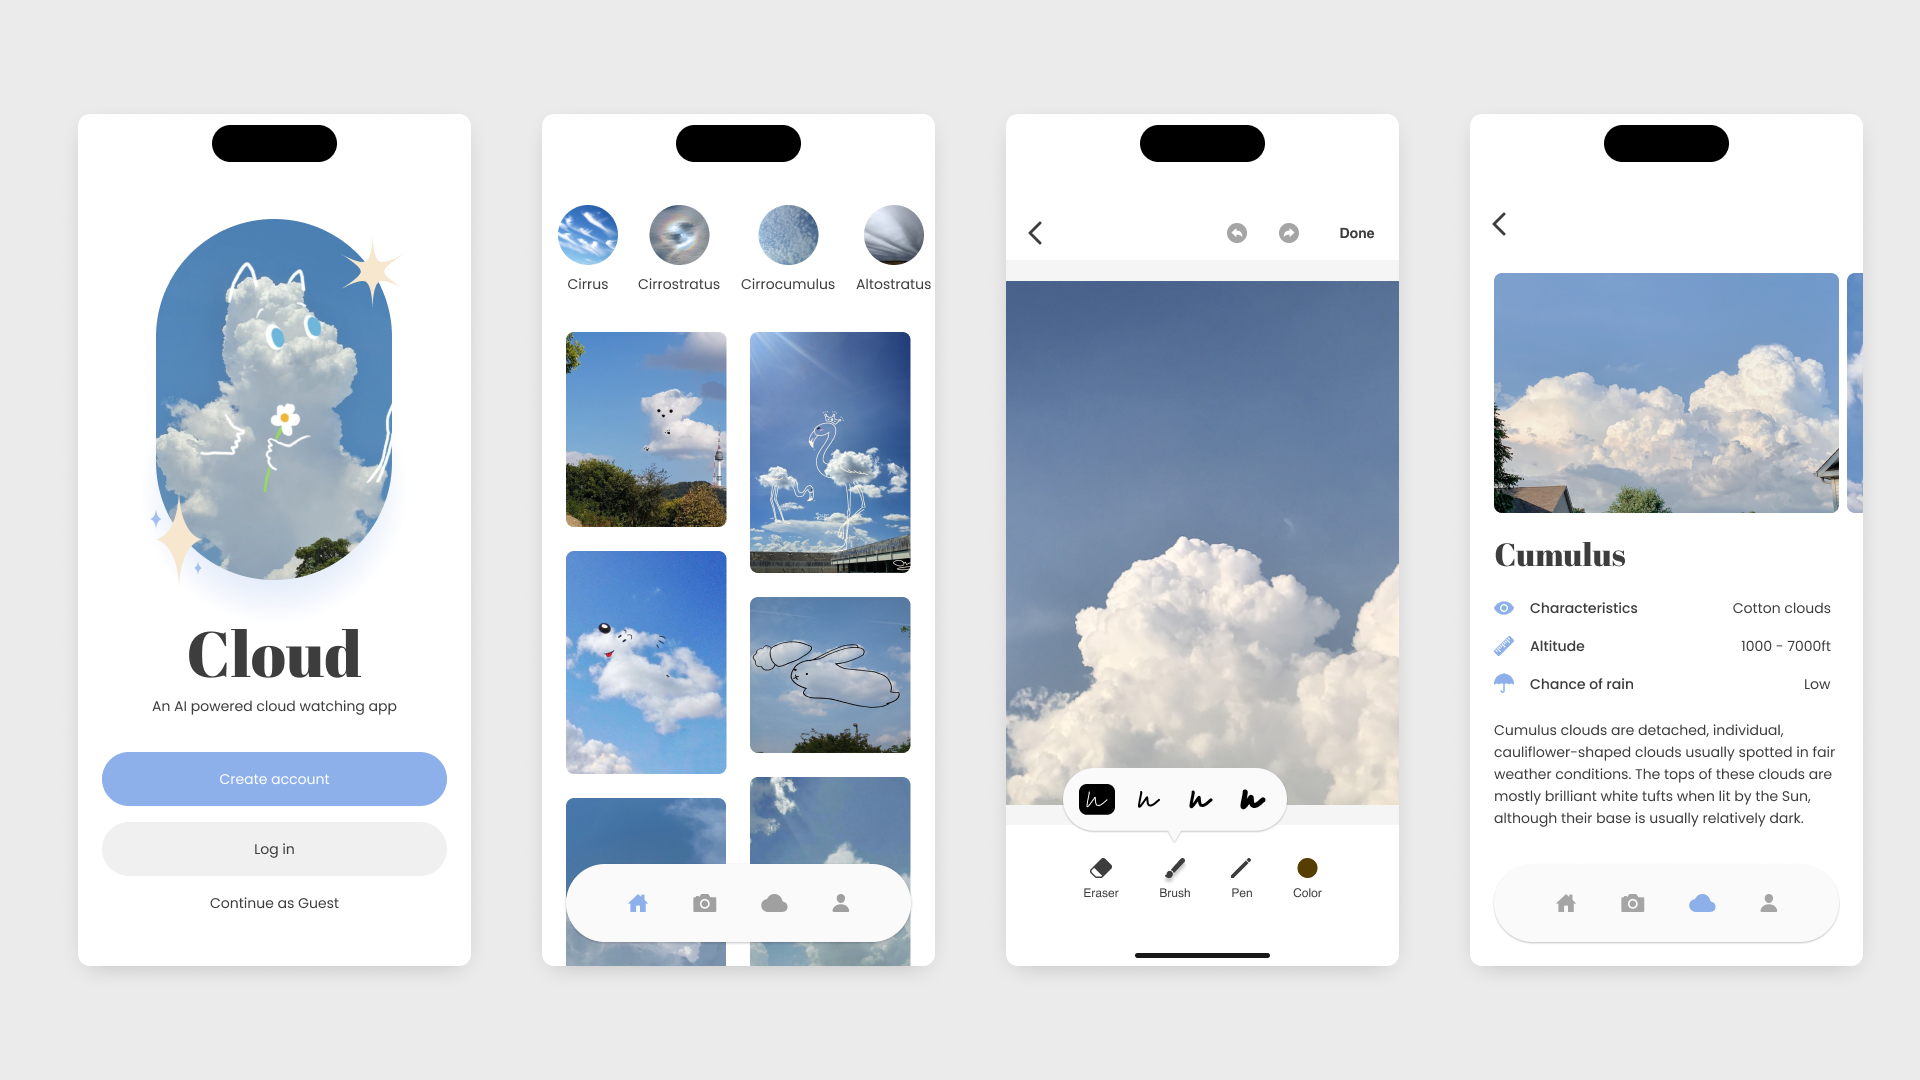 Cloud
An AI powered cloud watching app
Create account
Log in
Continue as Guest
Cirrus
Cirrostratus
Cirrocumulus
Altostratus
Done
Eraser
Brush
Pen
Color
Cumulus
Characteristics
Cotton clouds
Altitude
1000 - 7000ft
Chance of rain
Low
Cumulus clouds are detached, individual,
cauliflower-shaped clouds usually spotted in fair
weather conditions. The tops of these clouds are
mostly brilliant white tufts when lit by the Sun,
although their base is usually relatively dark.